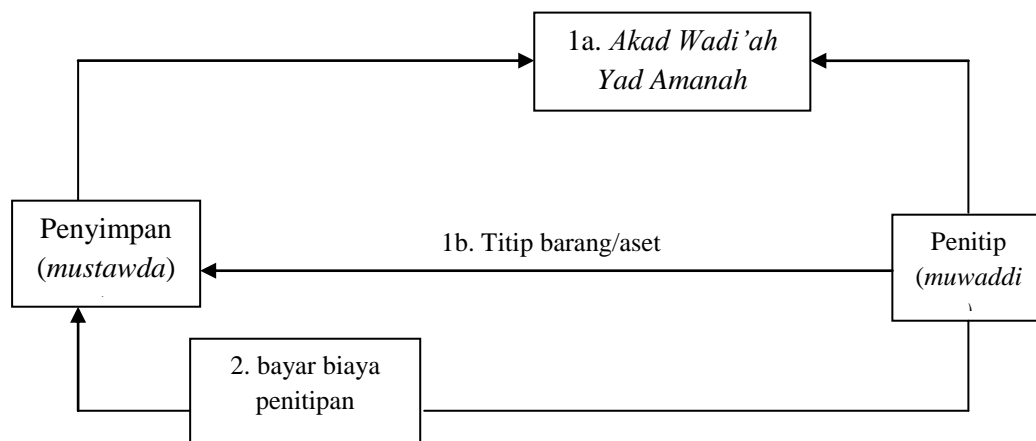 1a. Akad Wadi’ah
Yad Amanah
Penyimpan
(mustawda)
1b. Titip barang/aset
Penitip
(muwaddi
2. bayar biaya
penitipan